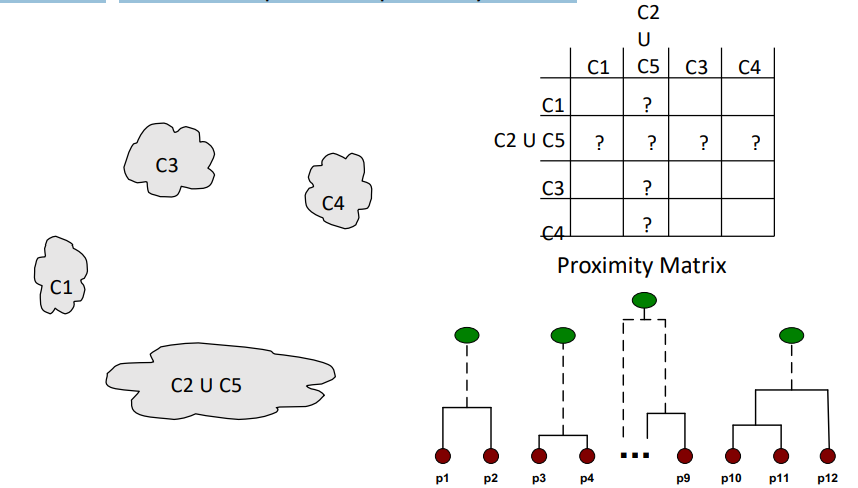 C2
U
C1 C5 C3 C4
C1 ?
C2 U C5 ? ? ? ?
C3 ?
C4 ?
Proximity Matrix
C3
C4
C1
C2 U C5
...
p1 p2 p3 p4 p9 p10 p11 p12